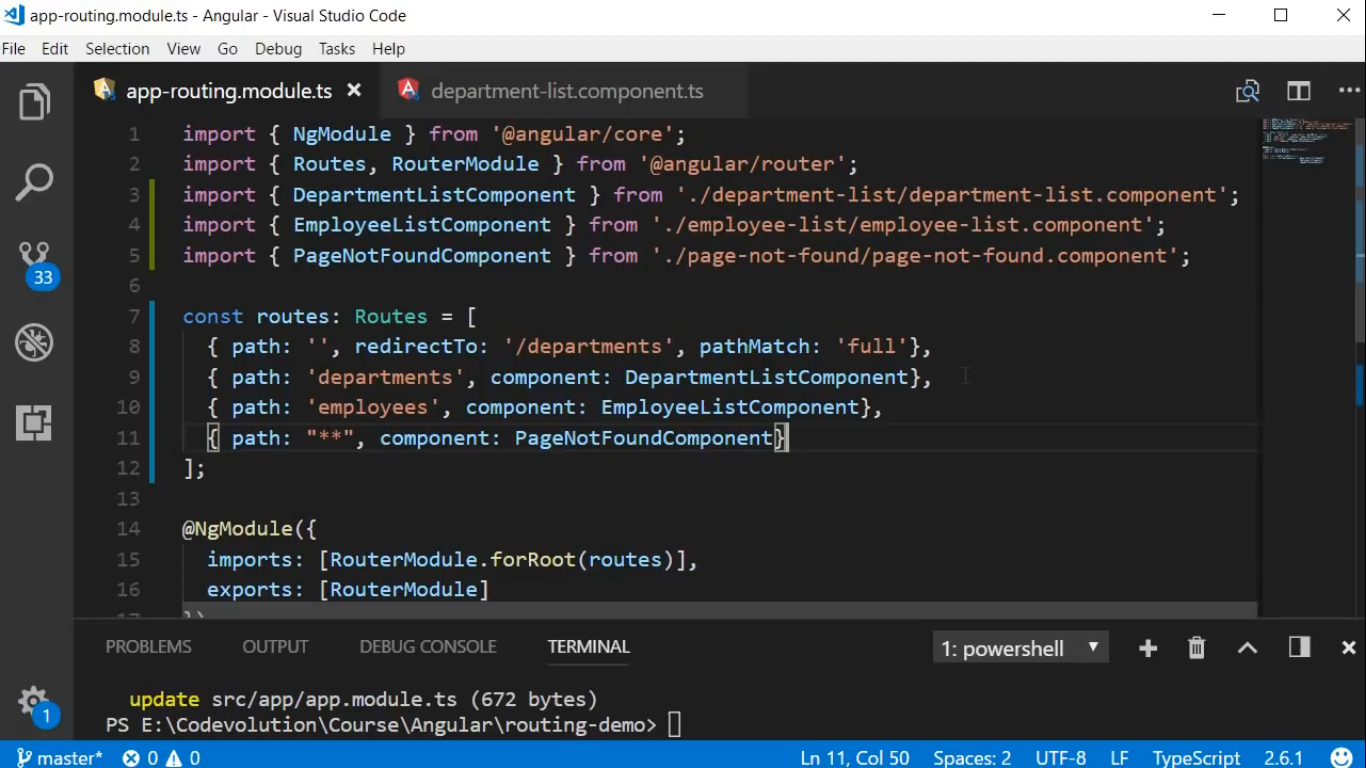 app-routing.module.ts - Angular - Visual Studio Code
File Edit Selection View Go Debug Tasks Help
app-routing.module.ts department-list.component.ts
1 import { NgModule } from '@angular/core';
2 import { Routes, RouterModule } from '@angular/router';
3 import { DepartmentListComponent } from './department-list/department-list.component';
4 import { EmployeeListComponent } from './employee-list/employee-list.component';
5 import { PageNotFoundComponent } from './page-not-found/page-not-found.component';
6
7 const routes: Routes = [
8 { path: '', redirectTo: '/departments', pathMatch: 'full'},
9 { path: 'departments', component: DepartmentListComponent},
10 { path: 'employees', component: EmployeeListComponent},
11 { path: "**", component: PageNotFoundComponent}
12 ];
13
14 @NgModule({
15 imports: [RouterModule.forRoot(routes)],
16 exports: [RouterModule]
33
PROBLEMS OUTPUT DEBUG CONSOLE TERMINAL 1: powershell
update src/app/app.module.ts (672 bytes)
PS E:\Codevolution\Course\Angular\routing-demo>
1
master* 0 0 Ln 11, Col 50 Spaces: 2 UTF-8 LF TypeScript 2.6.1